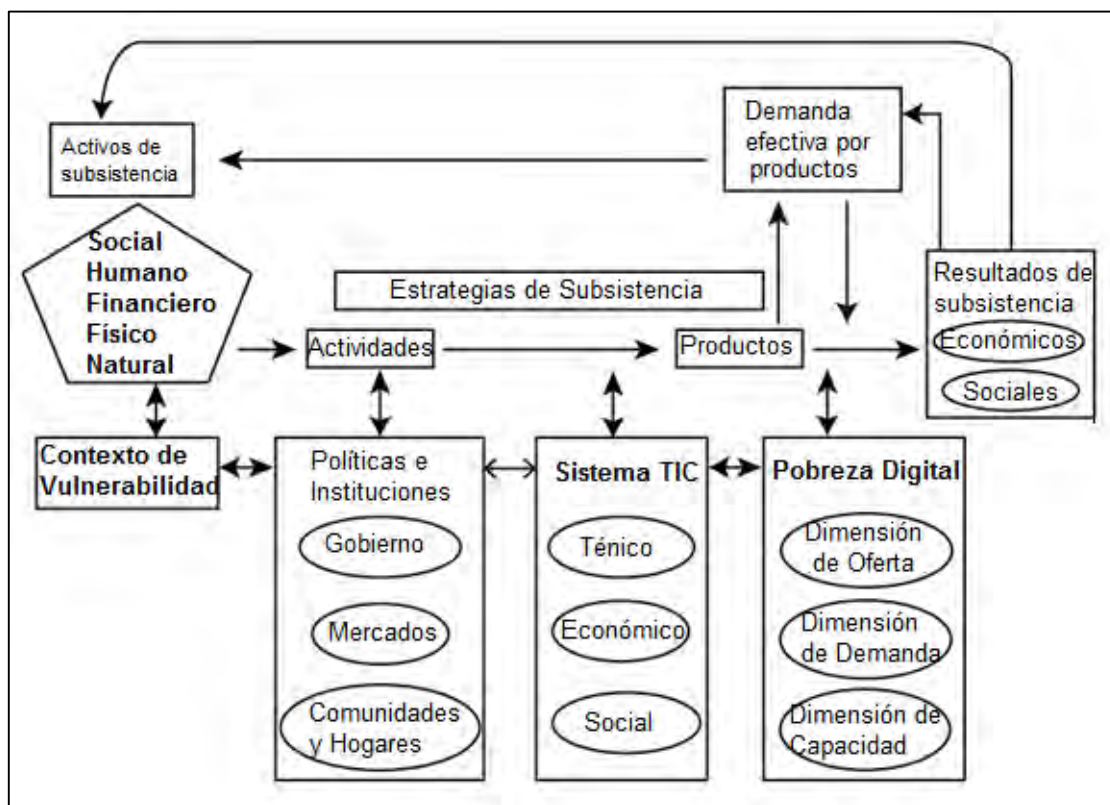 Activos de
subsistencia
Demanda
efectiva por
productos
Social
Humano
Financiero
Físico
Natural
Estrategias de Subsistencia
Actividades
Productos
Resultados de
subsistencia
Económicos
Sociales
Contexto de
Vulnerabilidad
Políticas e
Instituciones
Gobierno
Mercados
Comunidades
y Hogares
Sistema TIC
Ténico
Económico
Social
Pobreza Digital
Dimensión
de Oferta
Dimensión
de Demanda
Dimensión de
Capacidad